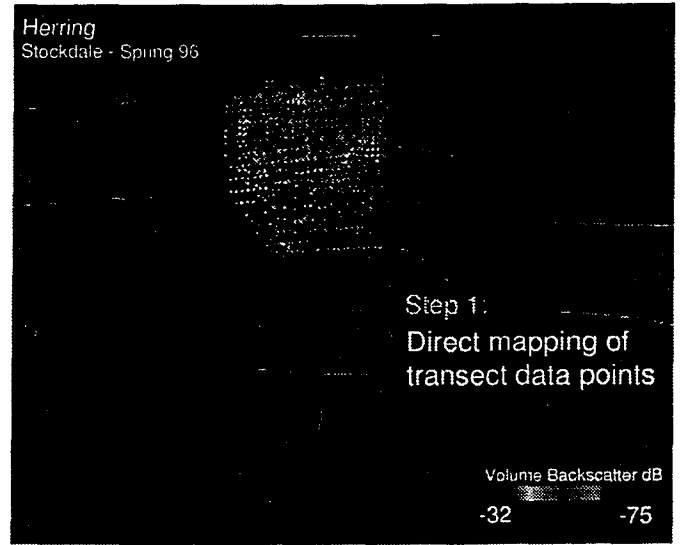 Herring
Stockdale - Spring 96
Step 1:
Direct mapping of
transect data points
Volume Backscatter dB
-32 -75